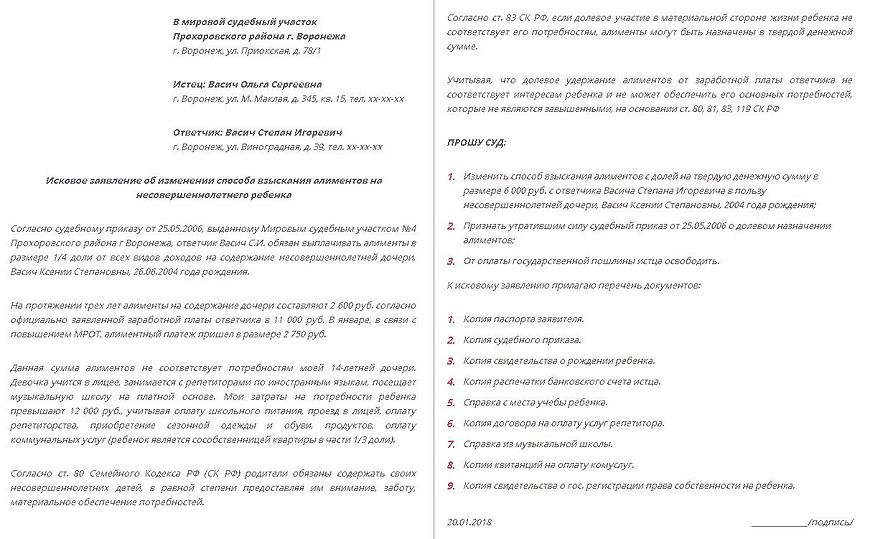 В мировой судебный участок
Прохоровского района г. Воронежа
г. Воронеж, ул. Приокская, д. 78/1
Истец: Васич Ольга Сергеевна
г. Воронеж, ул. М. Маклая, д. 345, кв. 15, тел. хх-хх-хх
Ответчик: Васич Степан Игоревич
г. Воронеж, ул. Виноградная, д. 39, тел. хх-хх-хх
Исковое заявление об изменении способа взыскания алиментов на
несовершеннолетнего ребенка
Согласно судебному приказу от 25.05.2006, выданному Мировым судебным участком №4
Прохоровского района г Воронежа, ответчик Васич С.И. обязан выплачивать алименты в
размере 1/4 доли от всех видов доходов на содержание несовершеннолетней дочери,
Васич Ксении Степановны, 26.06.2004 года рождения.
На протяжении трех лет алименты на содержание дочери составляют 2 600 руб. согласно
официально заявленной заработной платы ответчика в 11 000 руб. В январе, в связи с
повышением МРОТ, алиментный платеж пришел в размере 2 750 руб.
Данная сумма алиментов не соответствует потребностям моей 14-летней дочери.
Девочка учится в лицее, занимается с репетиторами по иностранным языкам, посещает
музыкальную школу на платной основе. Мои затраты на потребности ребенка
превышают 12 000 руб., учитывая оплату школьного питания, проезд в лицей, оплату
репетиторства, приобретение сезонной одежды и обуви, продуктов, оплату
коммунальных услуг (ребенок является сособственницей квартиры в части 1/3 доли).
Согласно ст. 80 Семейного Кодекса РФ (СК РФ) родители обязаны содержать своих
несовершеннолетних детей, в равной степени предоставляя им внимание, заботу,
материальное обеспечение потребностей.
Согласно ст. 83 СК РФ, если долевое участие в материальной стороне жизни ребенка не
соответствует его потребностям, алименты могут быть назначены в твердой денежной
сумме.
Учитывая, что долевое удержание алиментов от заработной платы ответчика не
соответствует интересам ребенка и не может обеспечить его основных потребностей,
которые не являются завышенными, на основании ст. 80, 81, 83, 119 СК РФ
ПРОШУ СУД:
1. Изменить способ взыскания алиментов с долей на твердую денежную сумму в
размере 6 000 руб. с ответчика Васича Степана Игоревича в пользу
несовершеннолетней дочери, Васич Ксении Степановны, 2004 года рождения;
2. Признать утратившим силу судебный приказ от 25.05.2006 о долевом назначении
алиментов;
3. От оплаты государственной пошлины истца освободить.
К исковому заявлению прилагаю перечень документов:
1. Копия паспорта заявителя.
2. Копия судебного приказа.
3. Копия свидетельства о рождении ребенка.
4. Копия распечатки банковского счета истца.
5. Справка с места учебы ребенка.
6. Копия договора на оплату услуг репетитора.
7. Справка из музыкальной школы.
8. Копии квитанций на оплату комуслуг.
9. Копия свидетельства о гос. регистрации права собственности на ребенка.
20.01.2018 ____________/подпись/